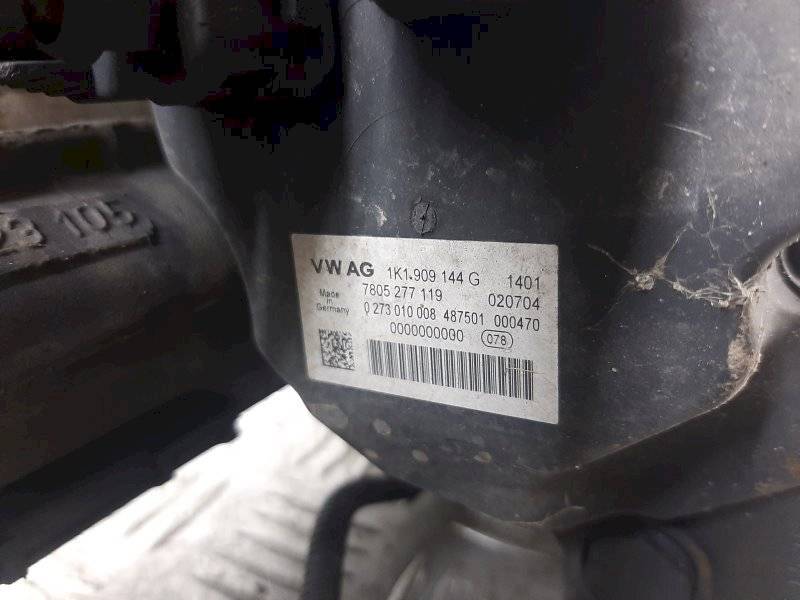 105
VW AG 1K1 909 144 G 1401
7805 277 119 020704
Made in Germany
0 273 010 008 487501 000470
0000000000 078